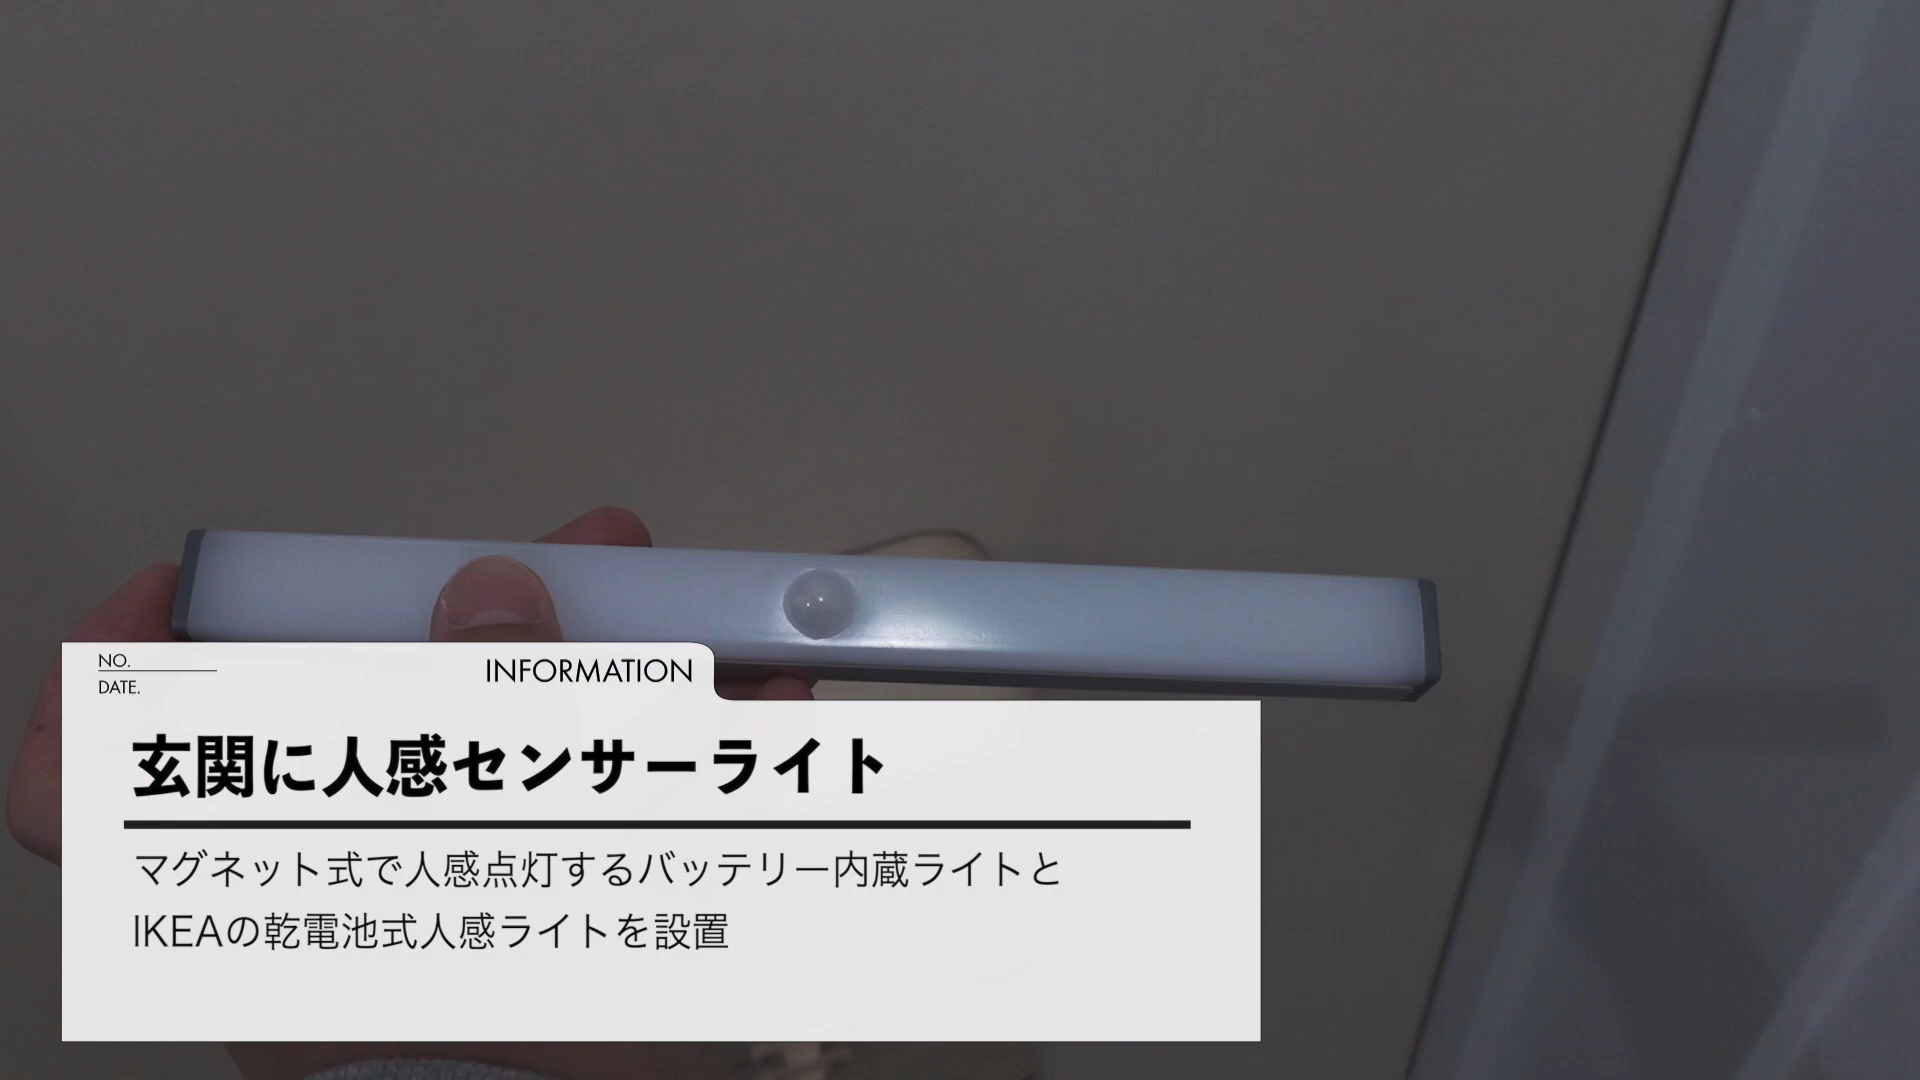 NO.
DATE.
INFORMATION
玄関に人感センサーライト
マグネット式で人感点灯するバッテリー内蔵ライトと
IKEAの乾電池式人感ライトを設置